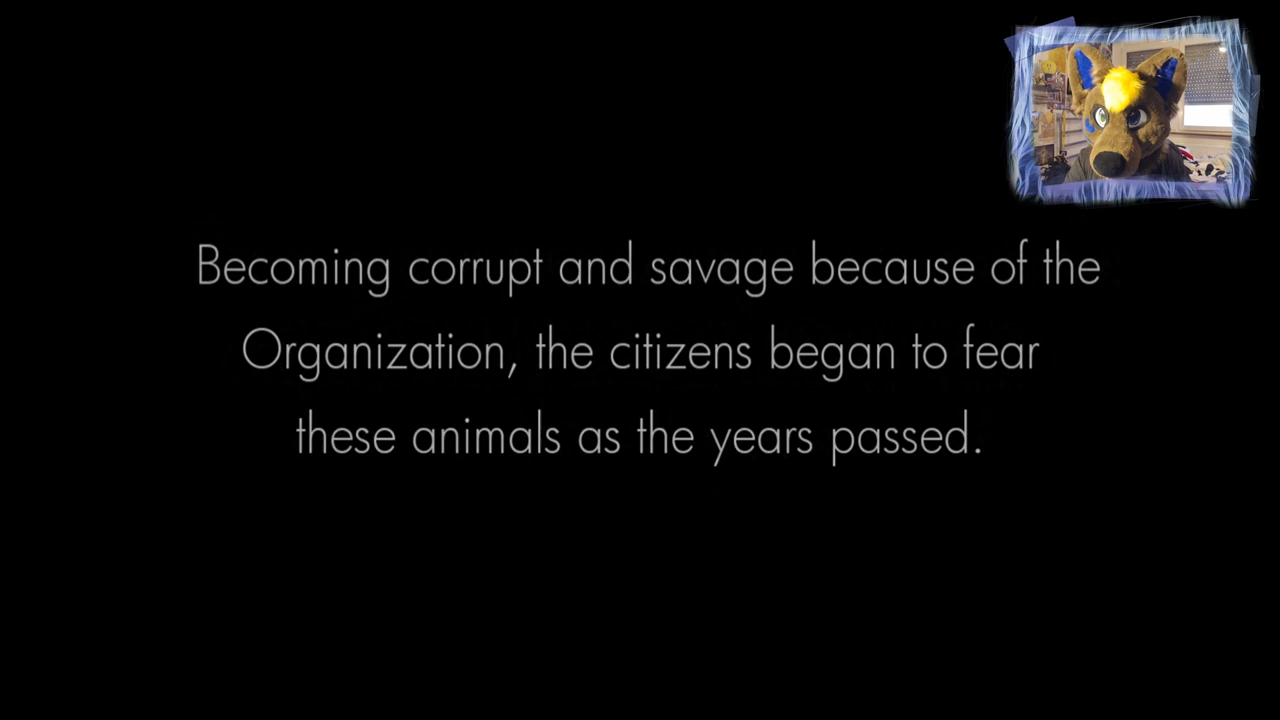 Becoming corrupt and savage because of the
Organization, the citizens began to fear
these animals as the years passed.